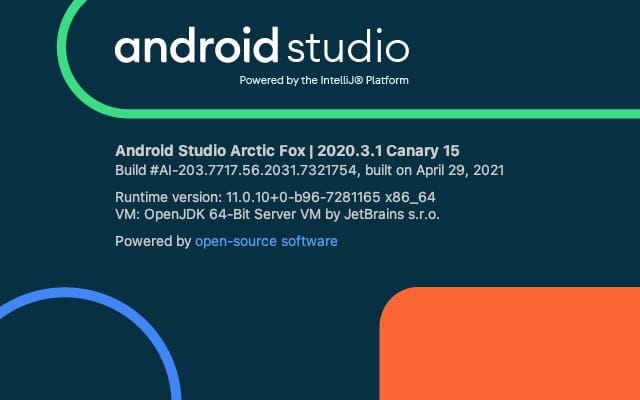 android studio
Powered by the IntelliJ® Platform
Android Studio Arctic Fox | 2020.3.1 Canary 15
Build #AI-203.7717.56.2031.7321754, built on April 29, 2021
Runtime version: 11.0.10+0-b96-7281165 x86_64
VM: OpenJDK 64-Bit Server VM by JetBrains s.r.o.
Powered by open-source software